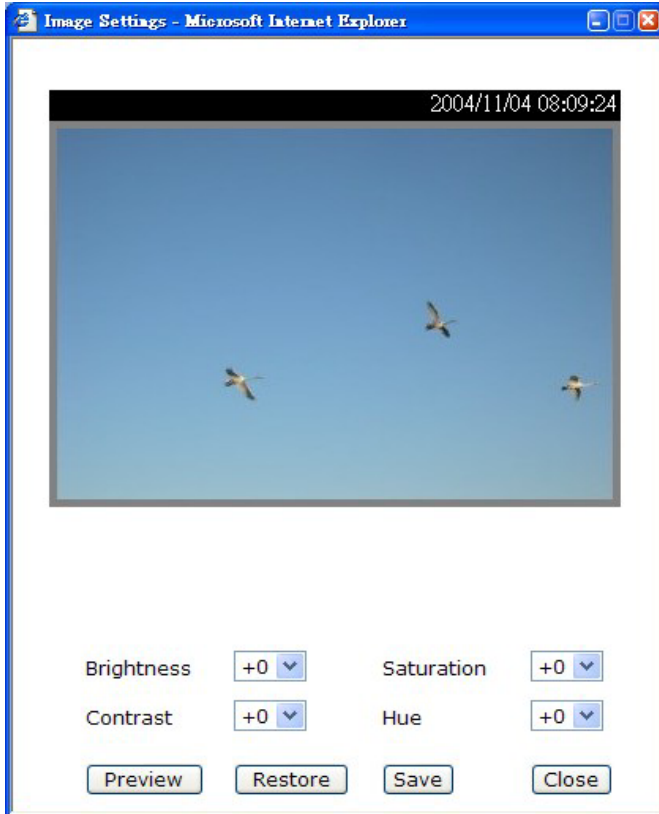 Image Settings - Microsoft Internet Explorer
2004/11/04 08:09:24
Brightness +0 Saturation +0
Contrast +0 Hue +0
Preview Restore Save Close